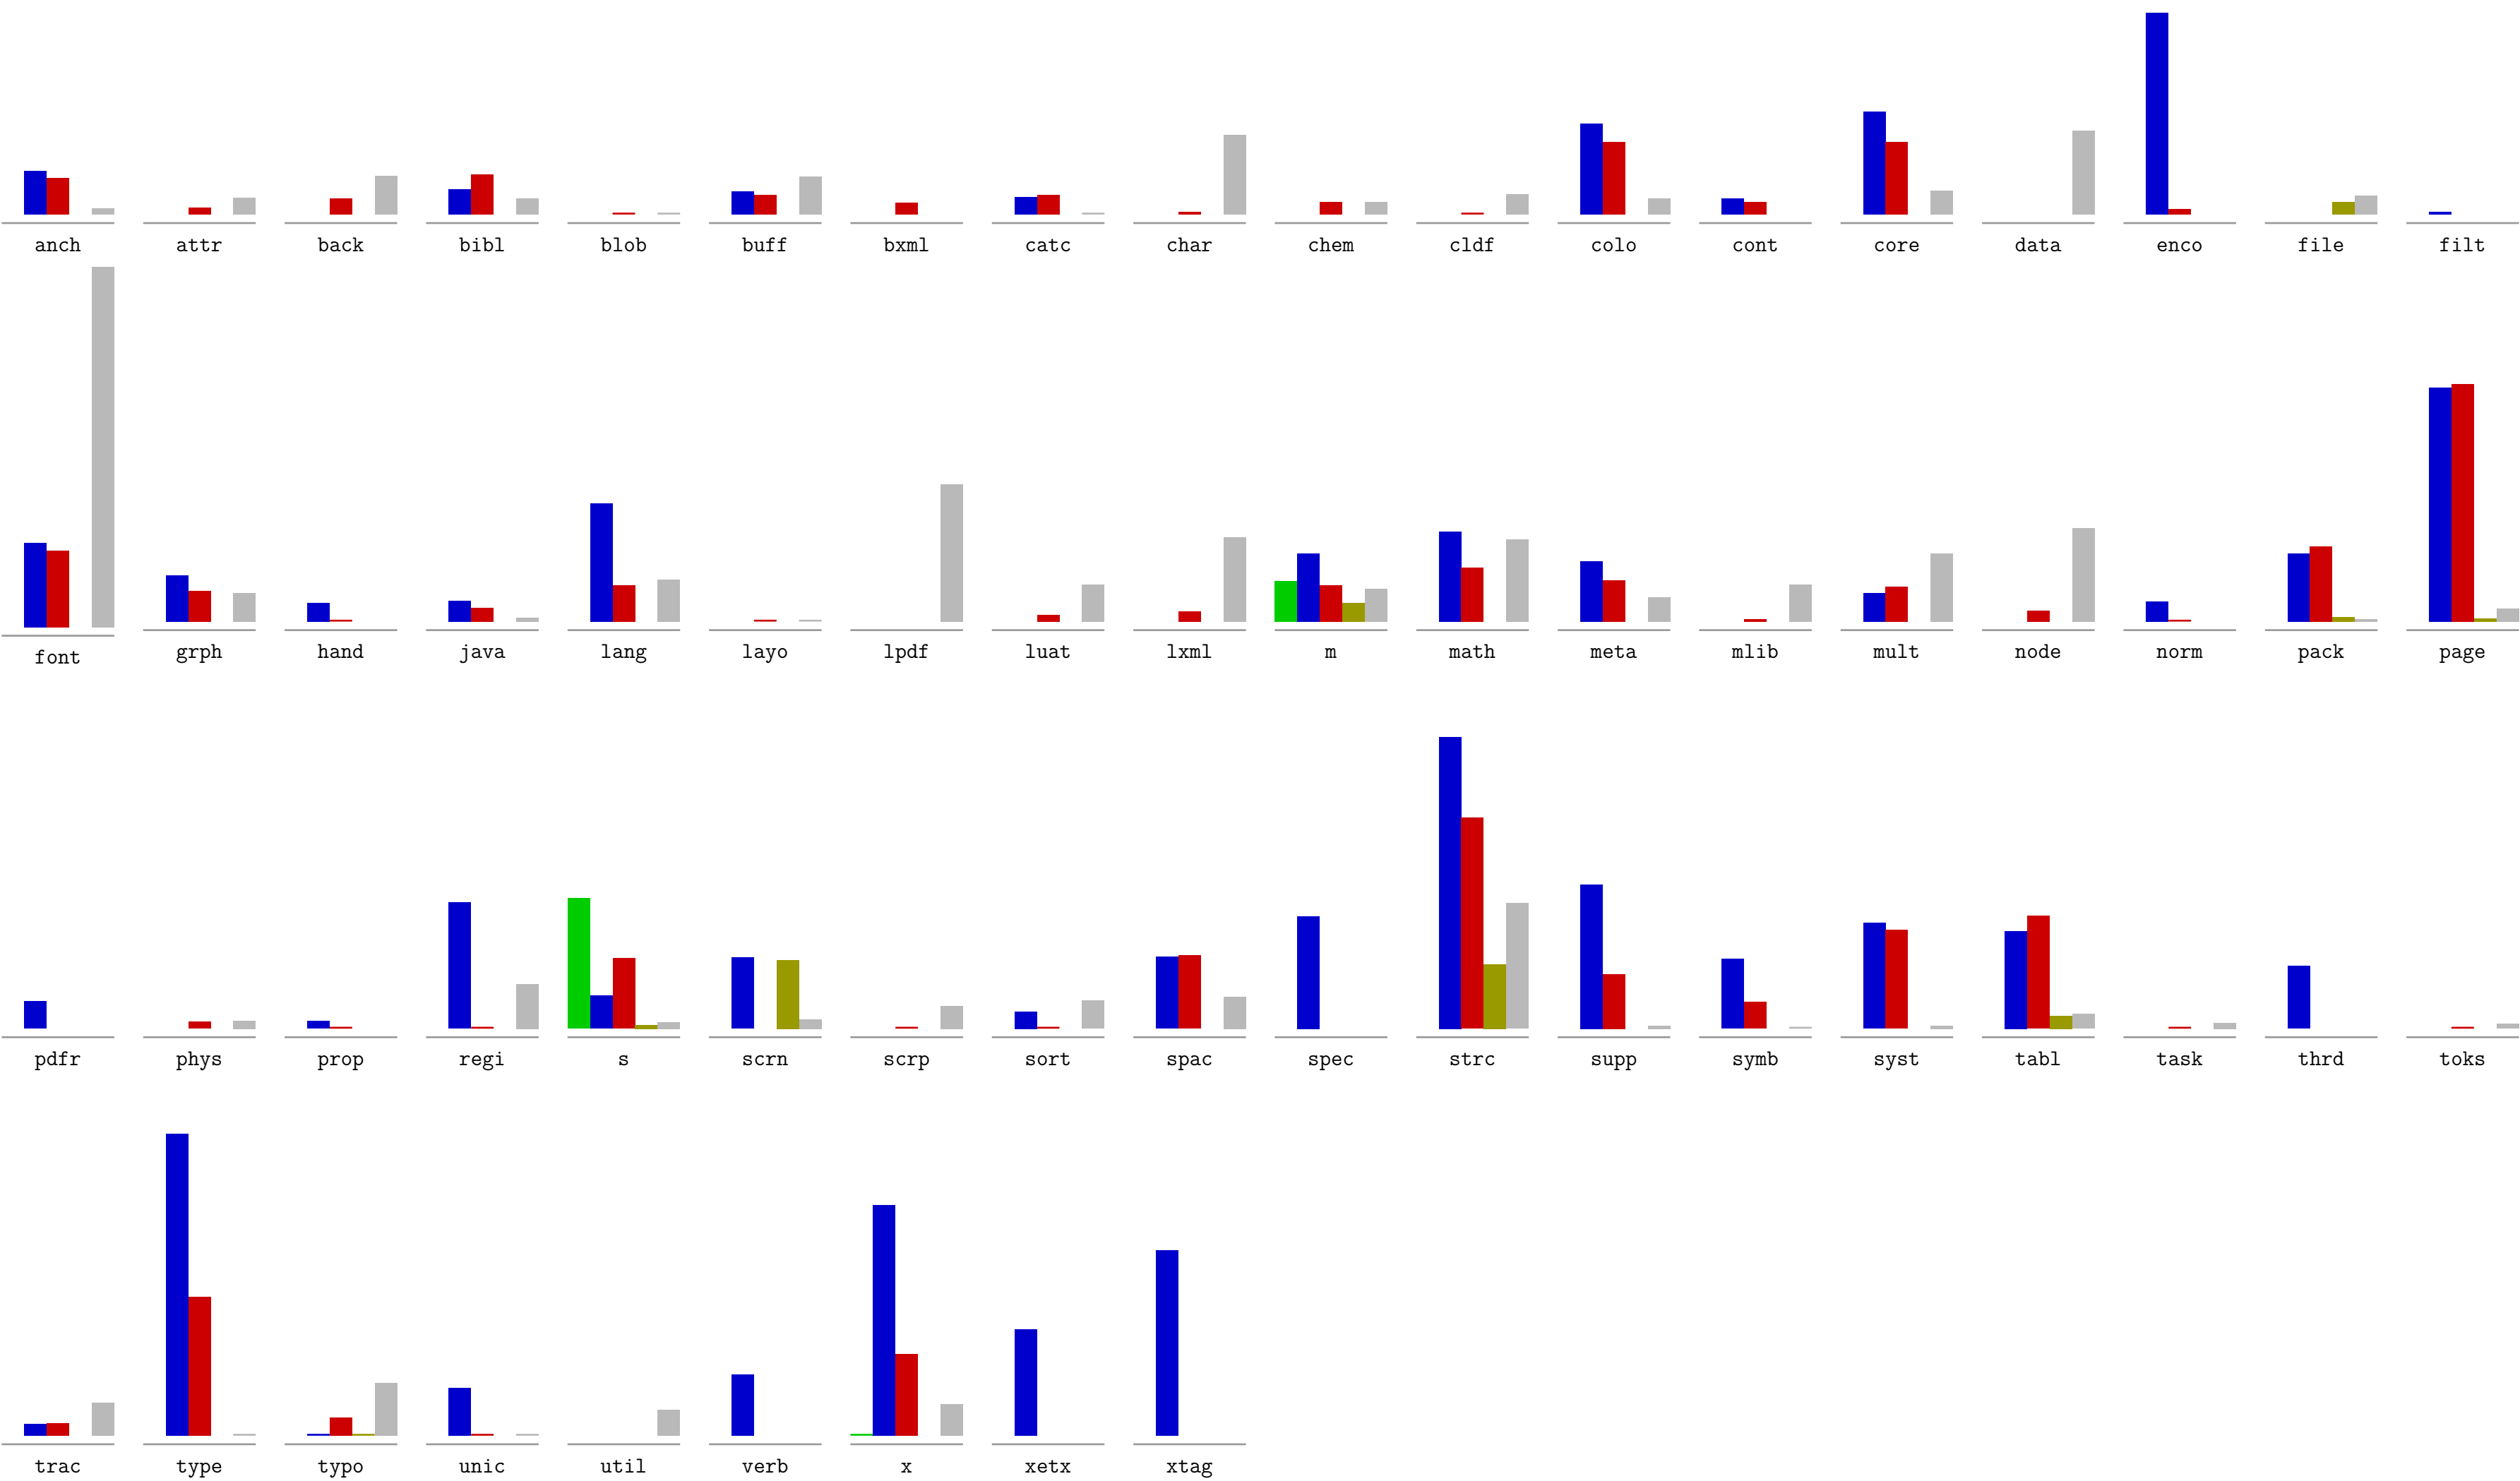 anch attr back bibl blob buff bxml catc char chem cldf colo cont core data enco file filt
font grph hand java lang layo lpdf luat lxml m math meta mlib mult node norm pack page
pdfr phys prop regi s scrn scrp sort spac spec strc supp symb syst tabl task thrd toks
trac type typo unic util verb x xetx xtag